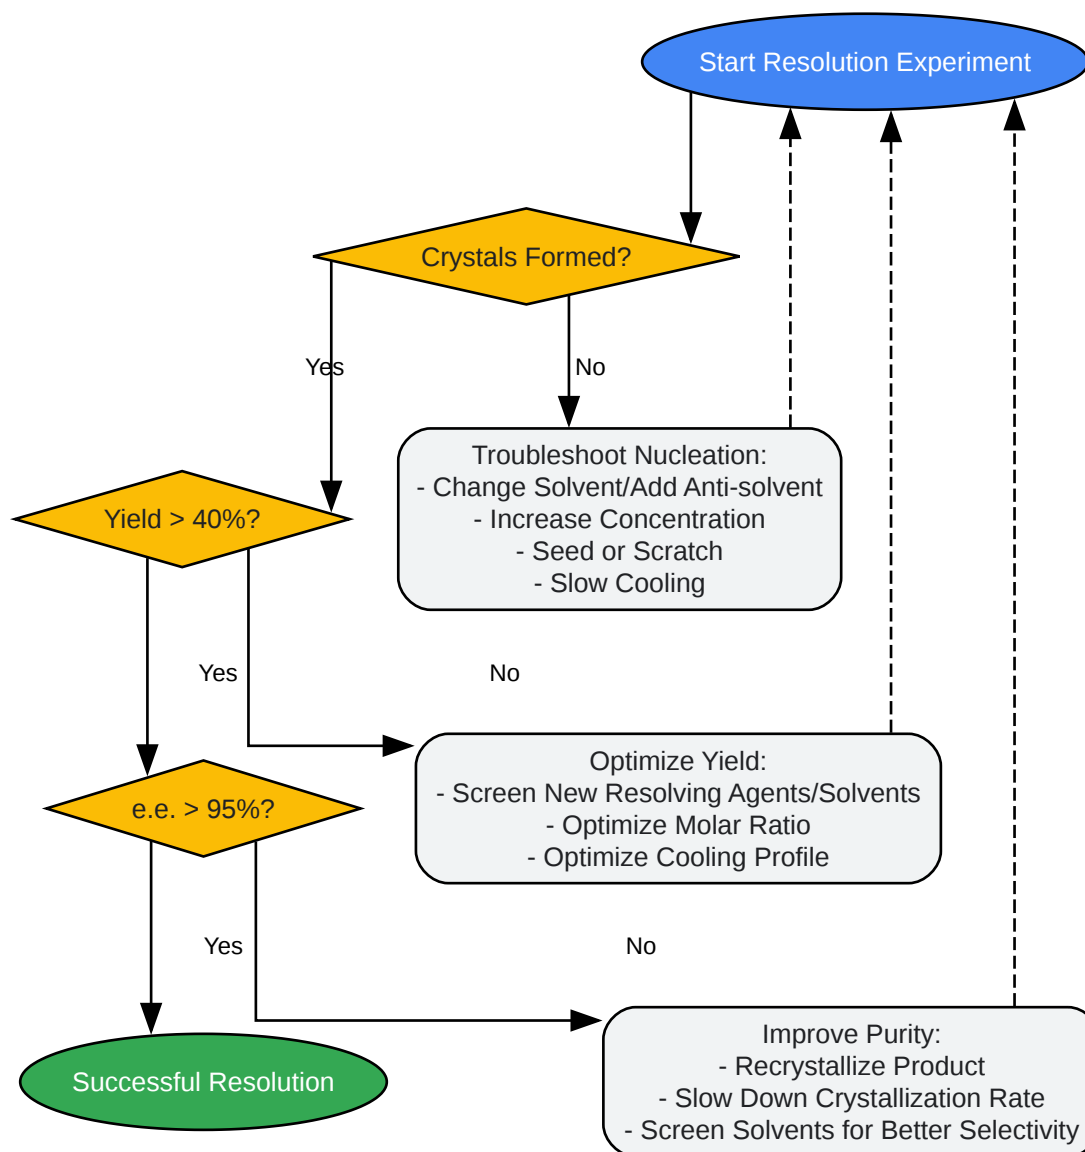 Start Resolution Experiment
Crystals Formed?
Yes
No
Troubleshoot Nucleation:
- Change Solvent/Add Anti-solvent
- Increase Concentration
- Seed or Scratch
- Slow Cooling
Yield > 40%?
Yes
No
Optimize Yield:
- Screen New Resolving Agents/Solvents
- Optimize Molar Ratio
- Optimize Cooling Profile
e.e. > 95%?
Yes
No
Improve Purity:
- Recrystallize Product
- Slow Down Crystallization Rate
- Screen Solvents for Better Selectivity
Successful Resolution